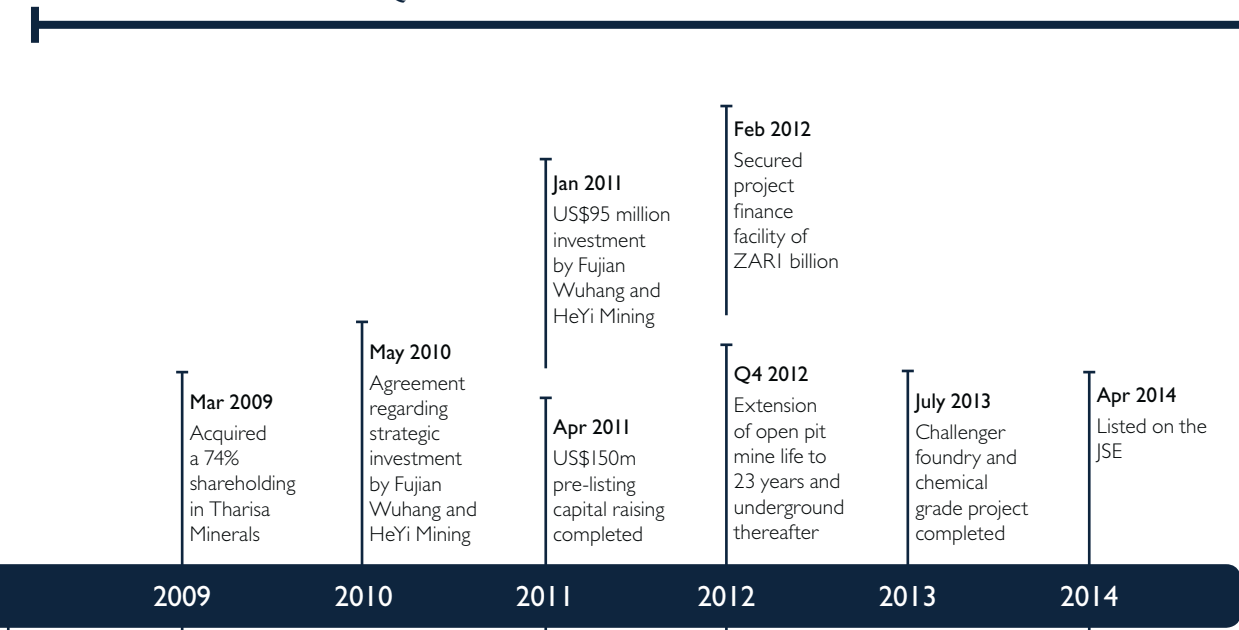 Mar 2009
Acquired
a 74%
shareholding
in Tharisa
Minerals
May 2010
Agreement
regarding
strategic
investment
by Fujian
Wuhang and
HeYi Mining
Jan 2011
US$95 million
investment
by Fujian
Wuhang and
HeYi Mining
Apr 2011
US$150m
pre-listing
capital raising
completed
Feb 2012
Secured
project
finance
facility of
ZAR1 billion
Q4 2012
Extension
of open pit
mine life to
23 years and
underground
thereafter
July 2013
Challenger
foundry and
chemical
grade project
completed
Apr 2014
Listed on the
JSE
2009
2010
2011
2012
2013
2014